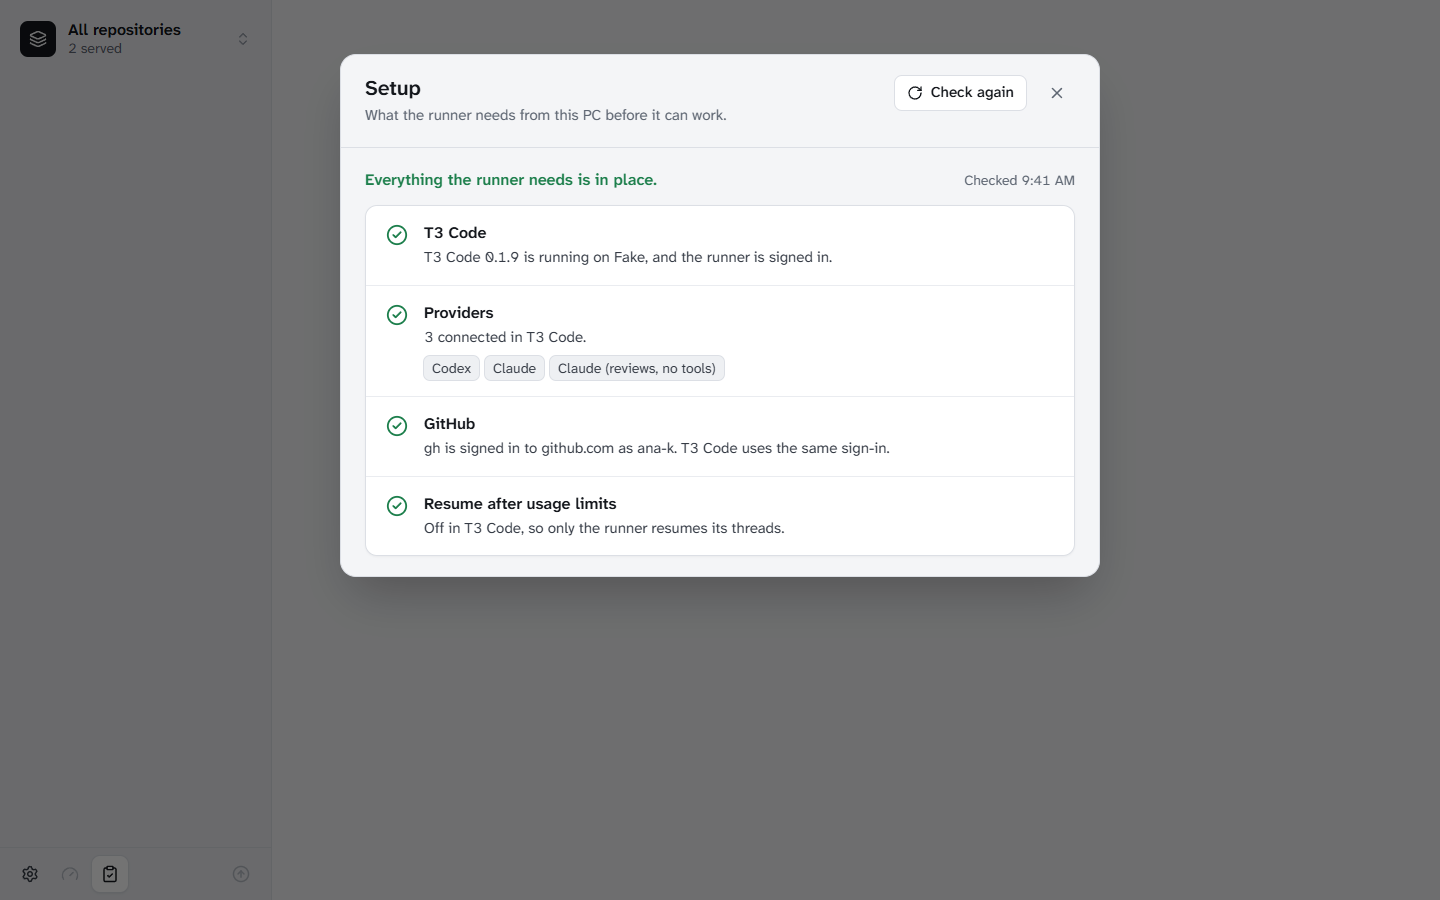 All repositories
2 served
Setup
What the runner needs from this PC before it can work.
Check again
Everything the runner needs is in place.
Checked 9:41 AM
T3 Code
T3 Code 0.1.9 is running on Fake, and the runner is signed in.
Providers
3 connected in T3 Code.
Codex
Claude
Claude (reviews, no tools)
GitHub
gh is signed in to github.com as ana-k. T3 Code uses the same sign-in.
Resume after usage limits
Off in T3 Code, so only the runner resumes its threads.